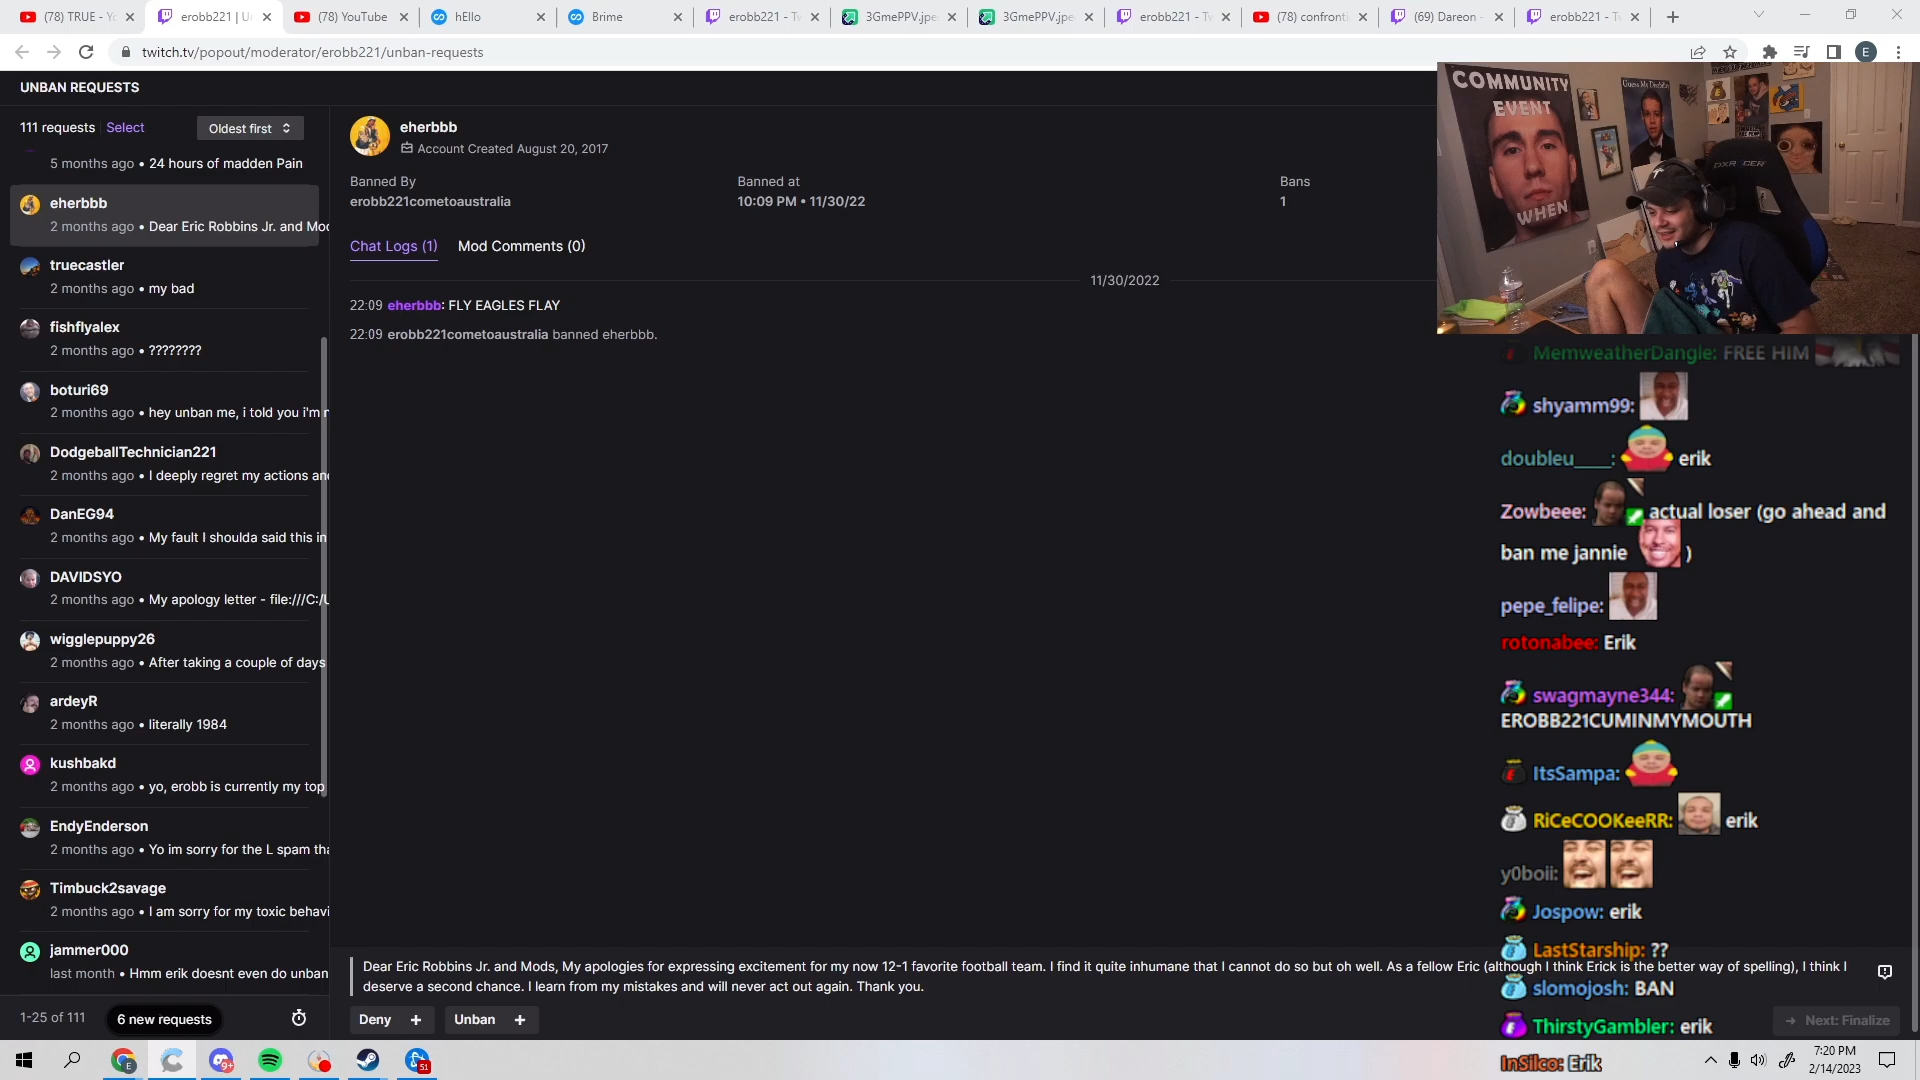 (78) TRUE - Yo
erobb221 | Un
(78) YouTube
hEllo
Brime
erobb221 - Tw
3GmePPV.jpe
3GmePPV.jpe
erobb221 - Tw
(78) confronti
(69) Dareon -
erobb221 - Tw
twitch.tv/popout/moderator/erobb221/unban-requests
E
UNBAN REQUESTS
111 requests Select
Oldest first
5 months ago • 24 hours of madden Pain
eherbbb
2 months ago • Dear Eric Robbins Jr. and Mod
truecastler
2 months ago • my bad
fishflyalex
2 months ago • ????????
boturi69
2 months ago • hey unban me, i told you i'm n
DodgeballTechnician221
2 months ago • I deeply regret my actions and
DanEG94
2 months ago • My fault I shoulda said this in
DAVIDSYO
2 months ago • My apology letter - file:///C:/U
wigglepuppy26
2 months ago • After taking a couple of days
ardeyR
2 months ago • literally 1984
kushbakd
2 months ago • yo, erobb is currently my top
EndyEnderson
2 months ago • Yo im sorry for the L spam tha
Timbuck2savage
2 months ago • I am sorry for my toxic behavi
jammer000
last month • Hmm erik doesnt even do unban
1-25 of 111
6 new requests
eherbbb
Account Created August 20, 2017
Banned By
erobb221cometoaustralia
Banned at
10:09 PM • 11/30/22
Bans
1
Chat Logs (1)
Mod Comments (0)
11/30/2022
22:09 eherbbb: FLY EAGLES FLAY
22:09 erobb221cometoaustralia banned eherbbb.
Dear Eric Robbins Jr. and Mods, My apologies for expressing excitement for my now 12-1 favorite football team. I find it quite inhumane that I cannot do so but oh well. As a fellow Eric (although I think Erick is the better way of spelling), I think I
deserve a second chance. I learn from my mistakes and will never act out again. Thank you.
Deny +
Unban +
Next: Finalize
COMMUNITY
EVENT
WHEN
DXRACER
MemweatherDangle: FREE HIM
shyamm99:
doubleu____: erik
Zowbeee: actual loser (go ahead and
ban me jannie )
pepe_felipe:
rotonabee: Erik
swagmayne344:
EROBB221CUMINMYMOUTH
ItsSampa:
RiCeCOOKeeRR: erik
y0boii:
Jospow: erik
LastStarship: ??
slomojosh: BAN
ThirstyGambler: erik
InSilco: Erik
E
9+
51
7:20 PM
2/14/2023